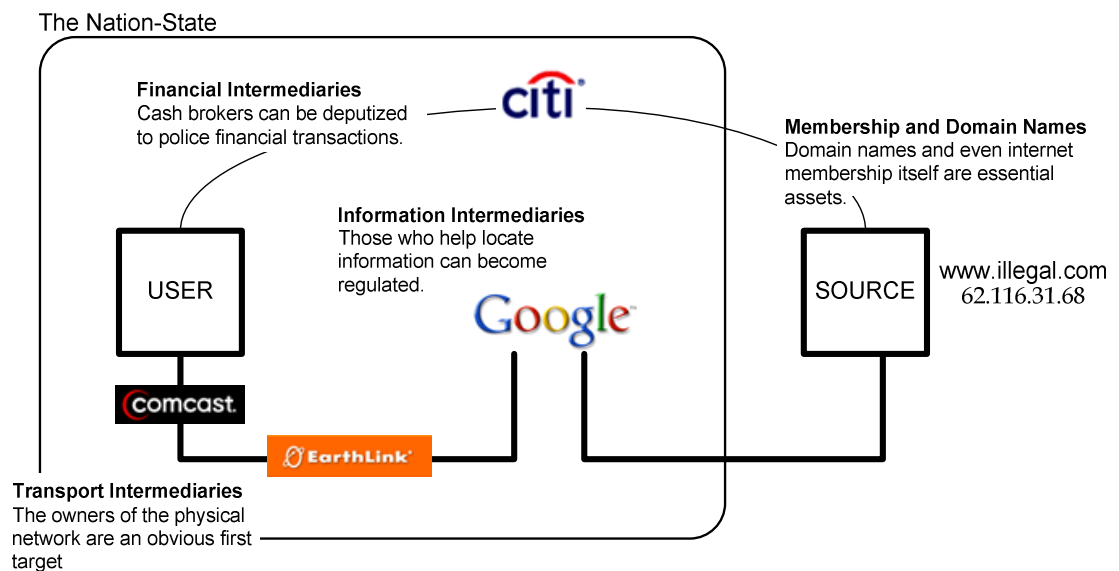 The Nation-State
Financial Intermediaries
Cash brokers can be deputized
to police financial transactions.
citi
Membership and Domain Names
Domain names and even internet
membership itself are essential
assets.
Information Intermediaries
Those who help locate
information can become
regulated.
USER
Google™
SOURCE
www.illegal.com
62.116.31.68
comcast.
EarthLink
Transport Intermediaries
The owners of the physical
network are an obvious first
target